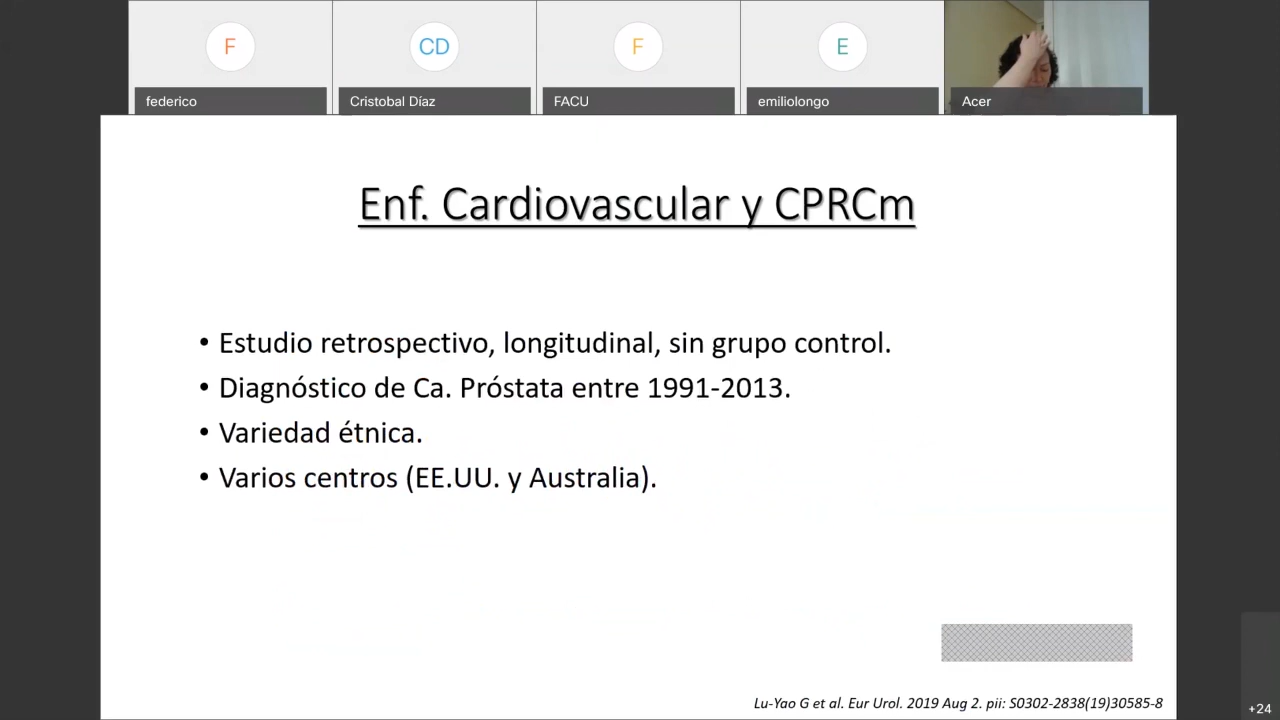 F
CD
F
E
federico
Cristobal Díaz
FACU
emiliolongo
Acer
Enf. Cardiovascular y CPRCm
• Estudio retrospectivo, longitudinal, sin grupo control.
• Diagnóstico de Ca. Próstata entre 1991-2013.
• Variedad étnica.
• Varios centros (EE.UU. y Australia).
Lu-Yao G et al. Eur Urol. 2019 Aug 2. pii: S0302-2838(19)30585-8
+24